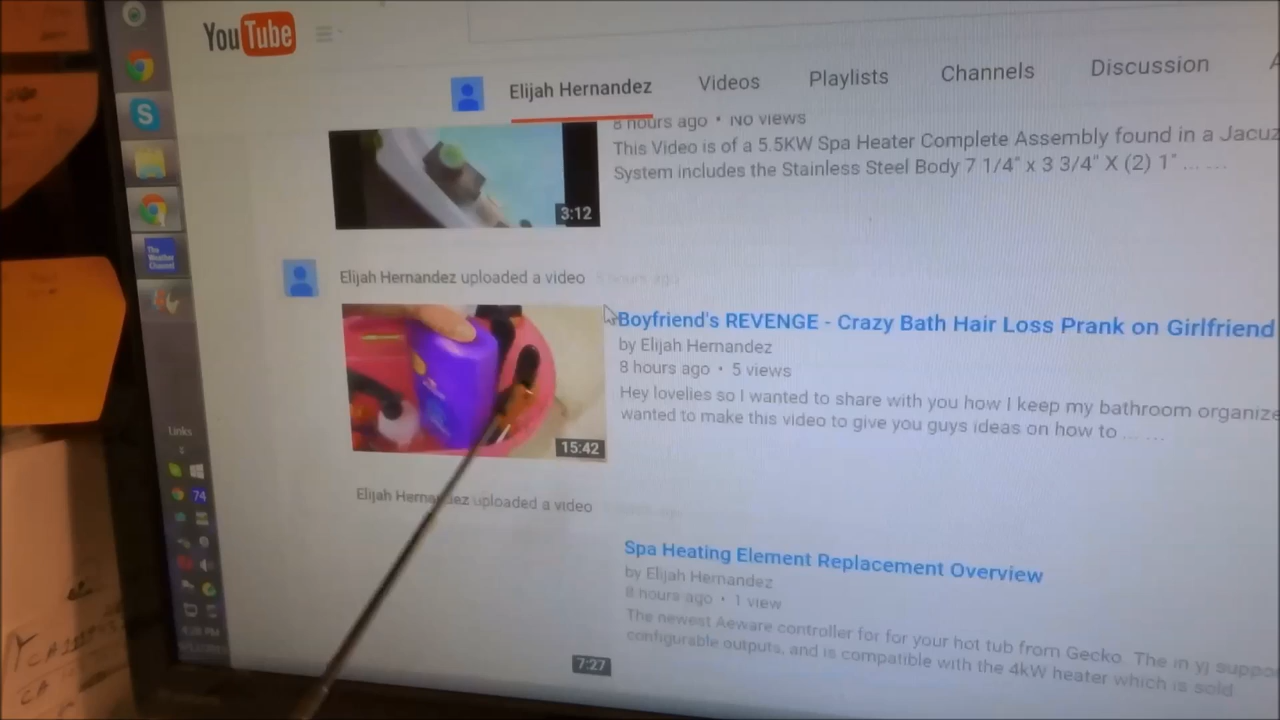 YouTube
Elijah Hernandez Videos Playlists Channels Discussion
8 hours ago • No views
This Video is of a 5.5KW Spa Heater Complete Assembly found in a Jacuz
System includes the Stainless Steel Body 7 1/4" x 3 3/4" X (2) 1" ... ...
3:12
Elijah Hernandez uploaded a video
Boyfriend's REVENGE - Crazy Bath Hair Loss Prank on Girlfriend
by Elijah Hernandez
8 hours ago • 5 views
Hey lovelies so I wanted to share with you how I keep my bathroom organize
wanted to make this video to give you guys ideas on how to ... ...
15:42
Elijah Hernandez uploaded a video
Spa Heating Element Replacement Overview
by Elijah Hernandez
8 hours ago • 1 view
The newest Aeware controller for for your hot tub from Gecko. The in yj suppo
configurable outputs, and is compatible with the 4kW heater which is sold
7:27
The Weather Channel
Links
74